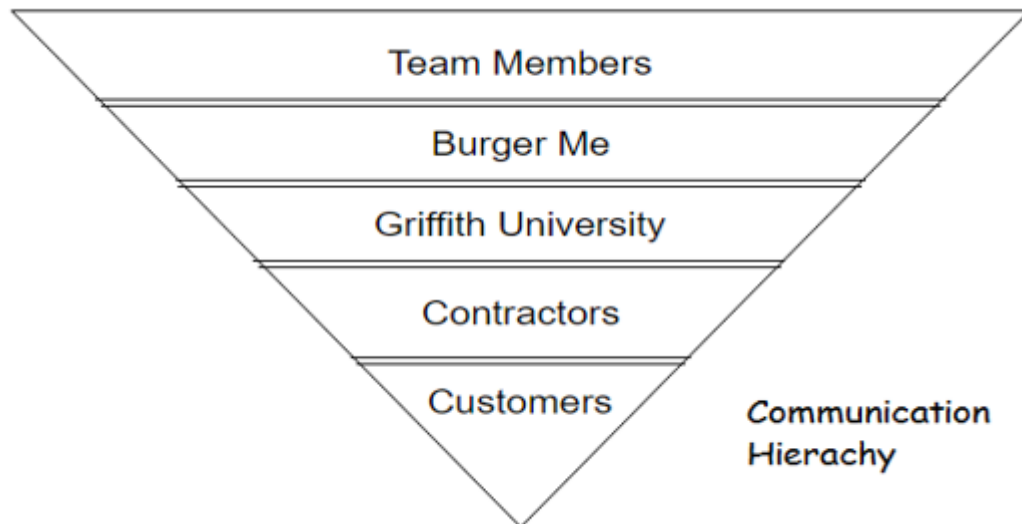 Team Members
Burger Me
Griffith University
Contractors
Customers
Communication
Hierachy